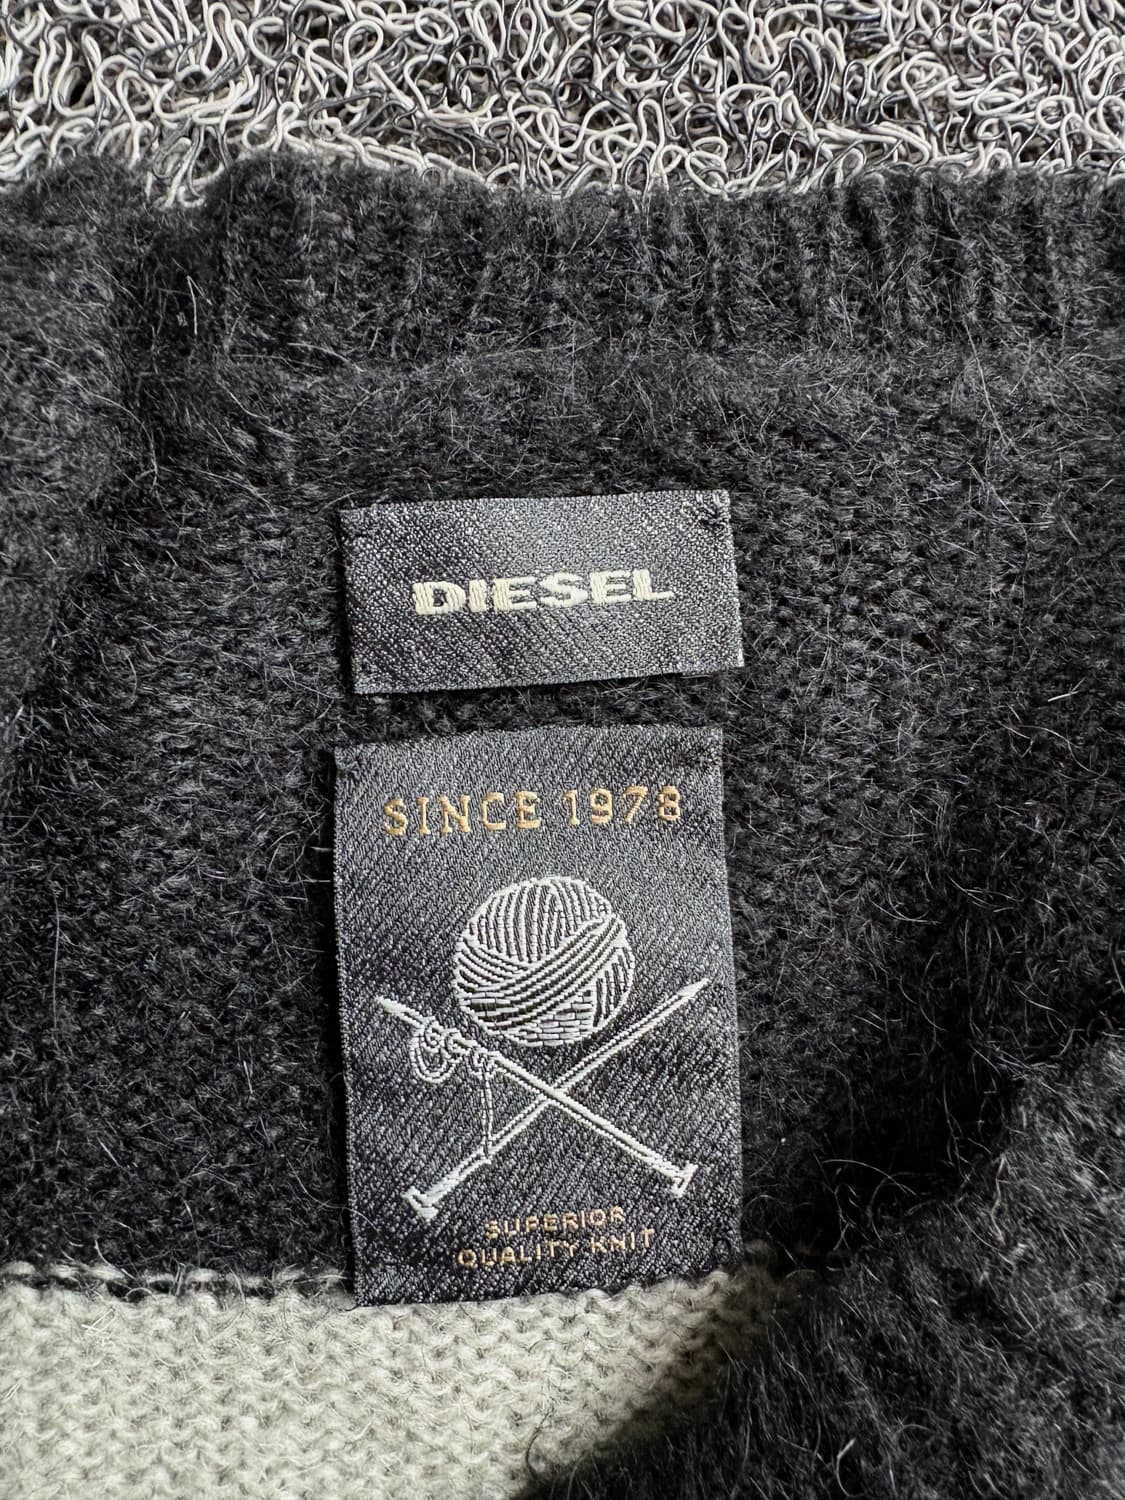 DIESEL
SINCE 1978
SUPERIOR
QUALITY KNIT